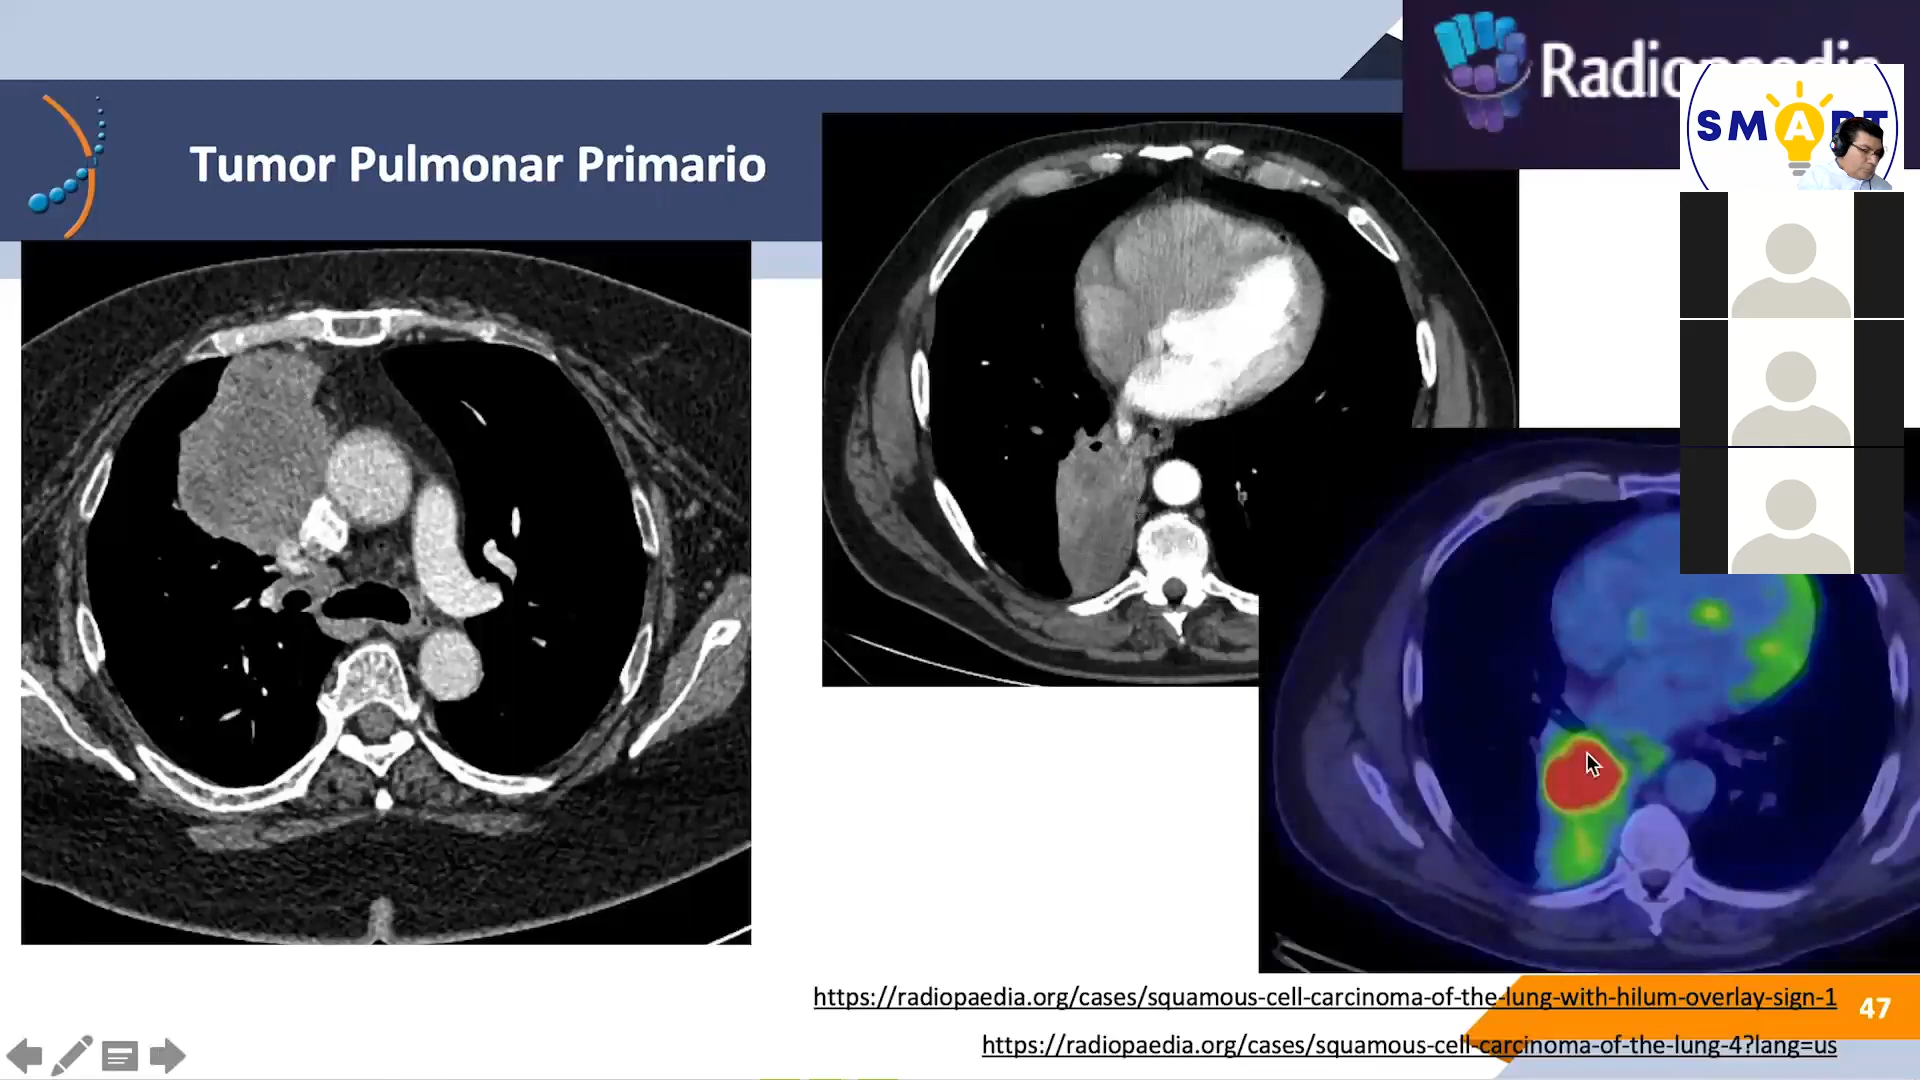 Radiopaedia
SMART
Tumor Pulmonar Primario
https://radiopaedia.org/cases/squamous-cell-carcinoma-of-the-lung-with-hilum-overlay-sign-1
47
https://radiopaedia.org/cases/squamous-cell-carcinoma-of-the-lung-4?lang=us